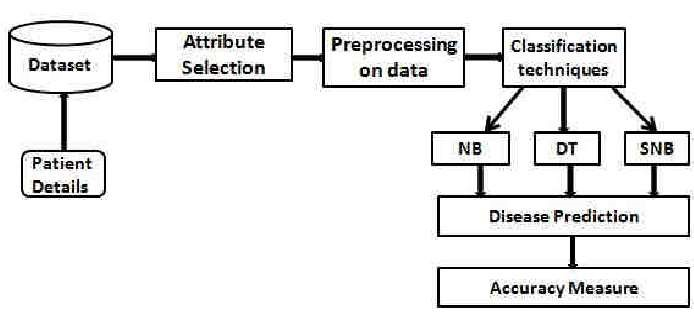 Dataset
Attribute
Selection
Preprocessing
on data
Classification
techniques
Patient
Details
NB
DT
SNB
Disease Prediction
Accuracy Measure